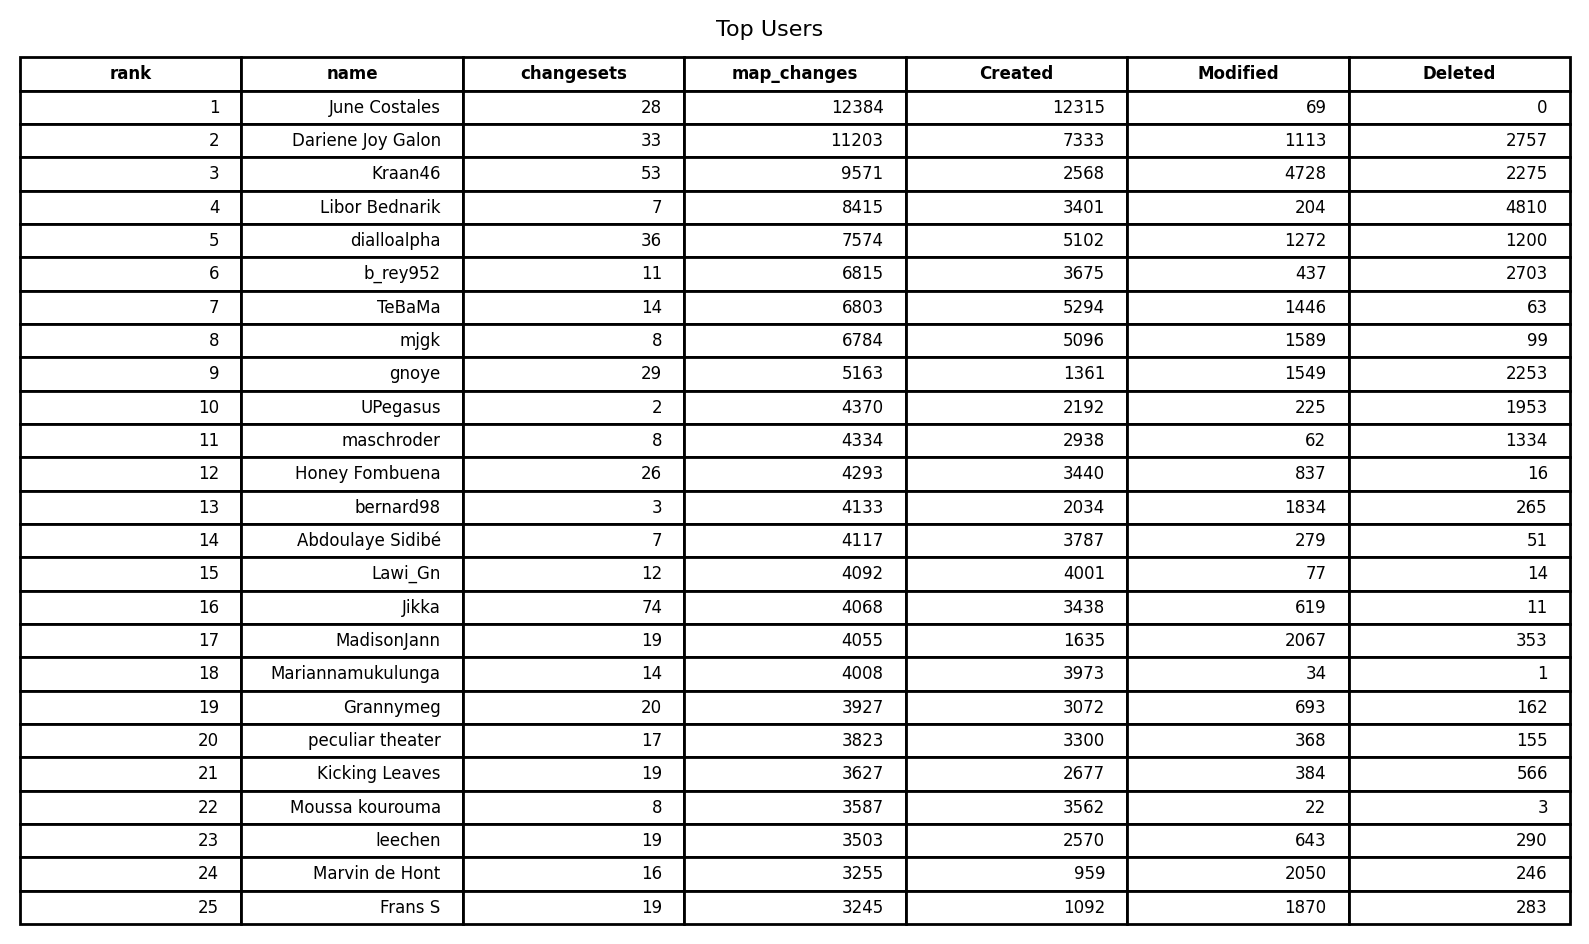 Top Users
rank name changesets map_changes Created Modified Deleted
1 June Costales 28 12384 12315 69 0
2 Dariene Joy Galon 33 11203 7333 1113 2757
3 Kraan46 53 9571 2568 4728 2275
4 Libor Bednarik 7 8415 3401 204 4810
5 dialloalpha 36 7574 5102 1272 1200
6 b_rey952 11 6815 3675 437 2703
7 TeBaMa 14 6803 5294 1446 63
8 mjgk 8 6784 5096 1589 99
9 gnoye 29 5163 1361 1549 2253
10 UPegasus 2 4370 2192 225 1953
11 maschroder 8 4334 2938 62 1334
12 Honey Fombuena 26 4293 3440 837 16
13 bernard98 3 4133 2034 1834 265
14 Abdoulaye Sidibé 7 4117 3787 279 51
15 Lawi_Gn 12 4092 4001 77 14
16 Jikka 74 4068 3438 619 11
17 MadisonJann 19 4055 1635 2067 353
18 Mariannamukulunga 14 4008 3973 34 1
19 Grannymeg 20 3927 3072 693 162
20 peculiar theater 17 3823 3300 368 155
21 Kicking Leaves 19 3627 2677 384 566
22 Moussa kourouma 8 3587 3562 22 3
23 leechen 19 3503 2570 643 290
24 Marvin de Hont 16 3255 959 2050 246
25 Frans S 19 3245 1092 1870 283